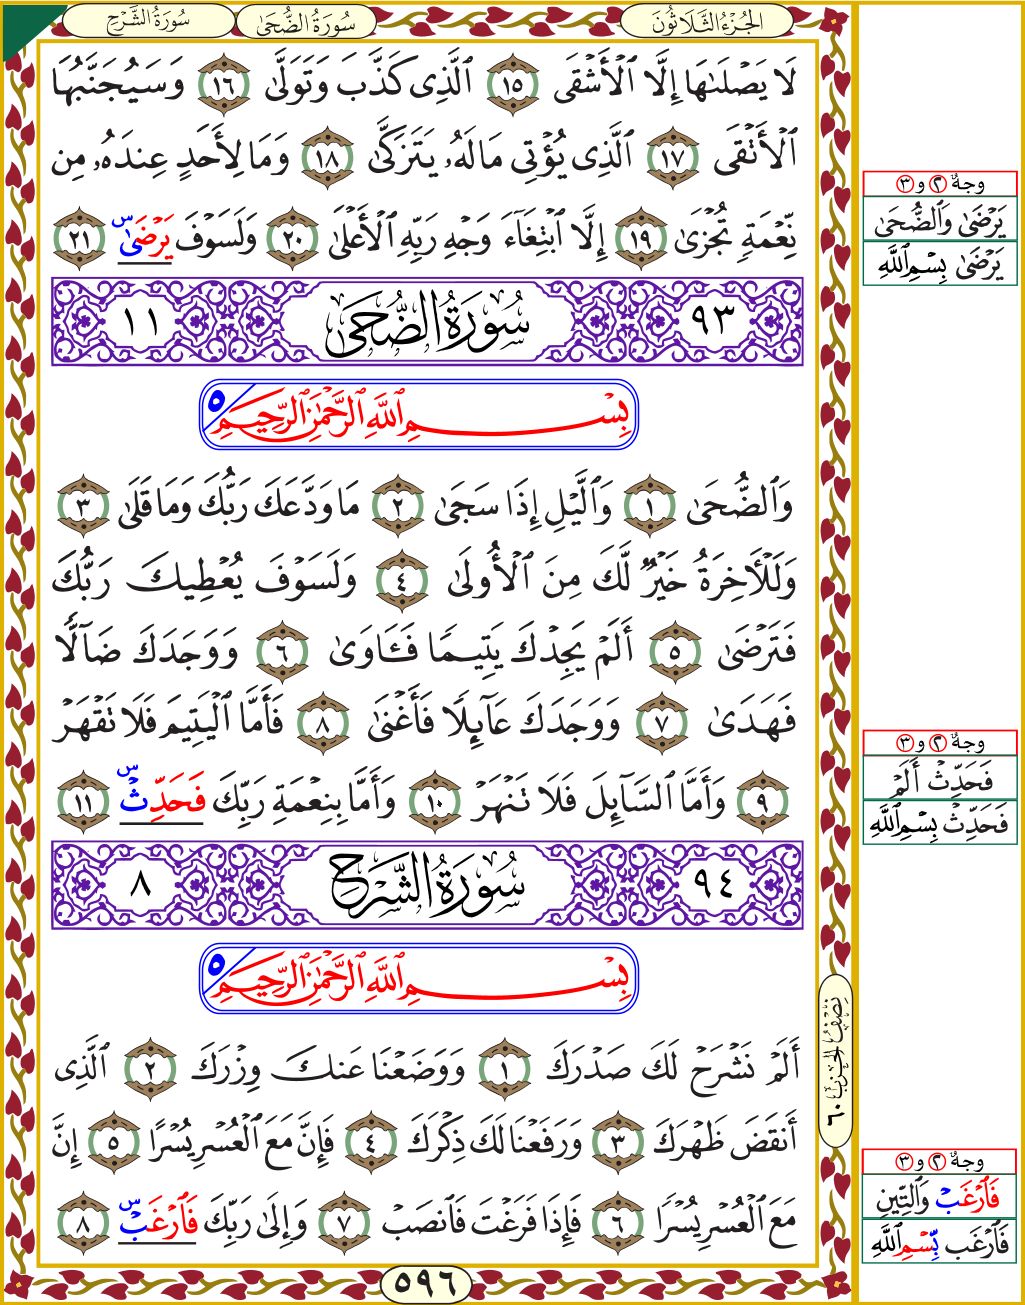 الجُزْءُ الثَّلَاثُونَ
سُورَةُ الضُّحَىٰ
سُورَةُ الشَّرْحِ
لَا يَصْلَىٰهَا إِلَّا ٱلْأَشْقَى ١٥ ٱلَّذِى كَذَّبَ وَتَوَلَّىٰ ١٦ وَسَيُجَنَّبُهَا
ٱلْأَتْقَى ١٧ ٱلَّذِى يُؤْتِى مَالَهُۥ يَتَزَكَّىٰ ١٨ وَمَا لِأَحَدٍ عِندَهُۥ مِن
نِّعْمَةٍ تُجْزَىٰ ١٩ إِلَّا ٱبْتِغَآءَ وَجْهِ رَبِّهِ ٱلْأَعْلَىٰ ٢٠ وَلَسَوْفَ يَرْضَىٰ س ٢١
٩٣ سُورَةُ الضُّحَىٰ ١١
بِسْمِ ٱللَّهِ ٱلرَّحْمَٰنِ ٱلرَّحِيمِ ٥
وَٱلضُّحَىٰ ١ وَٱلَّيْلِ إِذَا سَجَىٰ ٢ مَا وَدَّعَكَ رَبُّكَ وَمَا قَلَىٰ ٣
وَلَلْءَاخِرَةُ خَيْرٌ لَّكَ مِنَ ٱلْأُولَىٰ ٤ وَلَسَوْفَ يُعْطِيكَ رَبُّكَ
فَتَرْضَىٰ ٥ أَلَمْ يَجِدْكَ يَتِيمًا فَـَٔاوَىٰ ٦ وَوَجَدَكَ ضَآلًّا
فَهَدَىٰ ٧ وَوَجَدَكَ عَآئِلًا فَأَغْنَىٰ ٨ فَأَمَّا ٱلْيَتِيمَ فَلَا تَقْهَرْ
٩ وَأَمَّا ٱلسَّآئِلَ فَلَا تَنْهَرْ ١٠ وَأَمَّا بِنِعْمَةِ رَبِّكَ فَحَدِّثْ س ١١
٩٤ سُورَةُ الشَّرْحِ ٨
بِسْمِ ٱللَّهِ ٱلرَّحْمَٰنِ ٱلرَّحِيمِ ٥
أَلَمْ نَشْرَحْ لَكَ صَدْرَكَ ١ وَوَضَعْنَا عَنكَ وِزْرَكَ ٢ ٱلَّذِى
أَنقَضَ ظَهْرَكَ ٣ وَرَفَعْنَا لَكَ ذِكْرَكَ ٤ فَإِنَّ مَعَ ٱلْعُسْرِ يُسْرًا ٥ إِنَّ
مَعَ ٱلْعُسْرِ يُسْرًا ٦ فَإِذَا فَرَغْتَ فَٱنصَبْ ٧ وَإِلَىٰ رَبِّكَ فَٱرْغَب س ٨
٥٩٦
نِصْفُ الحِزْبِ ٦٠
وجهٌ ٢ و ٣
يَرْضَىٰ وَٱلضُّحَىٰ
يَرْضَىٰ بِسْمِ ٱللَّهِ
وجهٌ ٢ و ٣
فَحَدِّثْ أَلَمْ
فَحَدِّثْ بِسْمِ ٱللَّهِ
وجهٌ ٢ و ٣
فَٱرْغَبْ وَٱلتِّينِ
فَٱرْغَب بِّسْمِ ٱللَّهِ